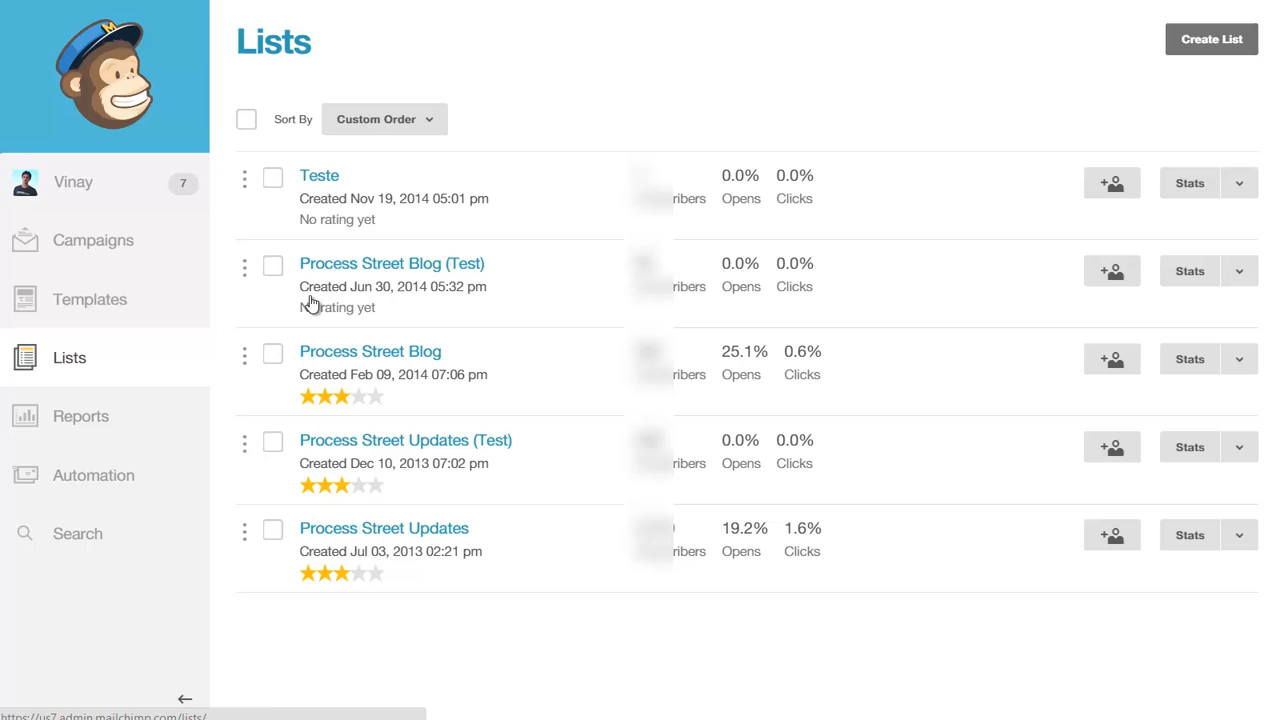 M
Lists
Create List
Sort By
Custom Order
Vinay
7
Campaigns
Templates
Lists
Reports
Automation
Search
Teste
Created Nov 19, 2014 05:01 pm
No rating yet
0.0% 0.0%
Opens Clicks
Stats
Process Street Blog (Test)
Created Jun 30, 2014 05:32 pm
rating yet
0.0% 0.0%
Opens Clicks
Stats
Process Street Blog
Created Feb 09, 2014 07:06 pm
25.1% 0.6%
Opens Clicks
Stats
Process Street Updates (Test)
Created Dec 10, 2013 07:02 pm
0.0% 0.0%
Opens Clicks
Stats
Process Street Updates
Created Jul 03, 2013 02:21 pm
19.2% 1.6%
Opens Clicks
Stats
https://us7.admin.mailchimp.com/lists/